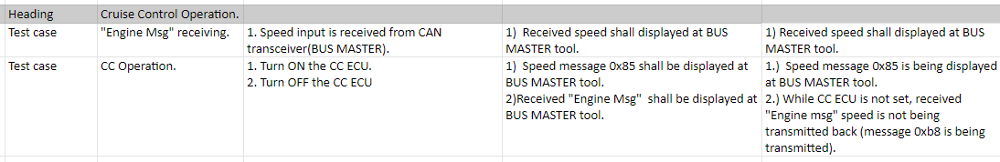 Heading
Cruise Control Operation.
Test case
"Engine Msg" receiving.
1. Speed input is received from CAN
transceiver(BUS MASTER).
1)  Received speed shall displayed at BUS
MASTER tool.
1) Received speed shall displayed at BUS
MASTER tool.
Test case
CC Operation.
1. Turn ON the CC ECU.
2. Turn OFF the CC ECU
1)  Speed message 0x85 shall be displayed at
BUS MASTER tool.
2)Received "Engine Msg"  shall be displayed at
BUS MASTER tool.
1.)  Speed message 0x85 is being displayed
at BUS MASTER tool.
2.) While CC ECU is not set, received
"Engine msg" speed is not being
transmitted back (message 0xb8 is being
transmitted).